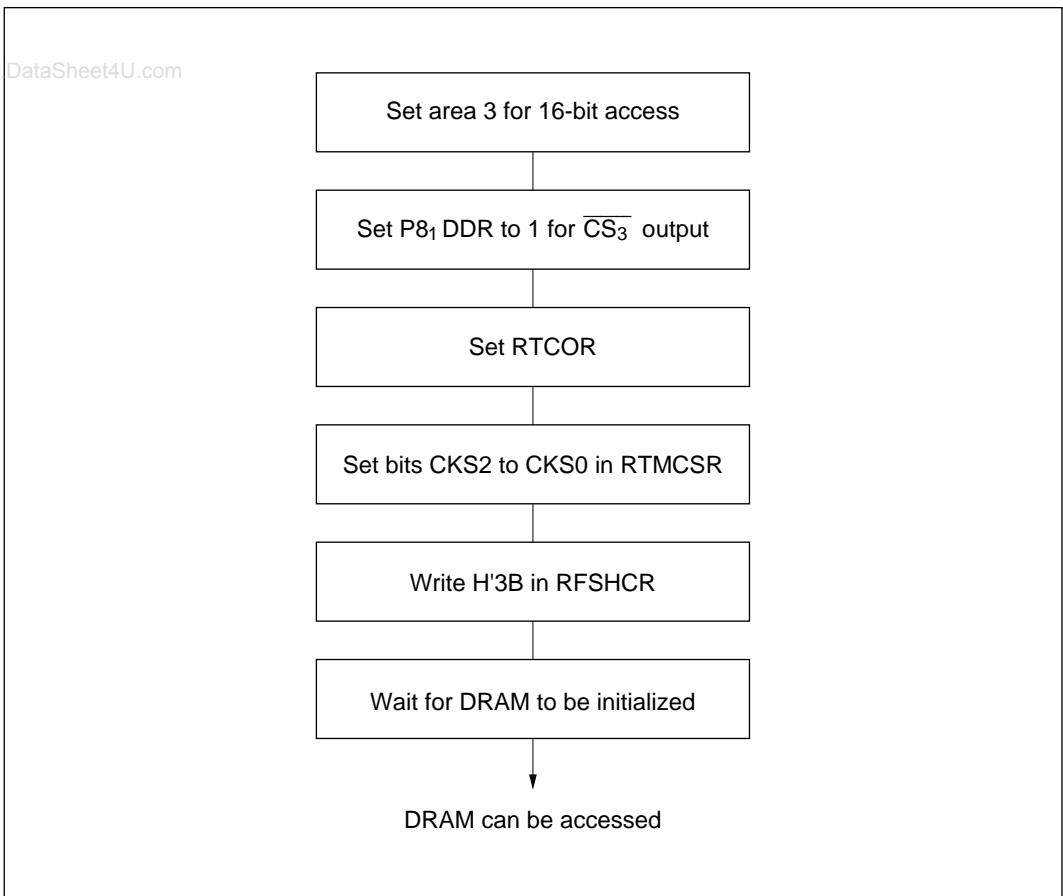 DataSheet4U.com
Set area 3 for 16-bit access
Set P8₁ DDR to 1 for C̅S̅₃̅ output
Set RTCOR
Set bits CKS2 to CKS0 in RTMCSR
Write H'3B in RFSHCR
Wait for DRAM to be initialized
DRAM can be accessed